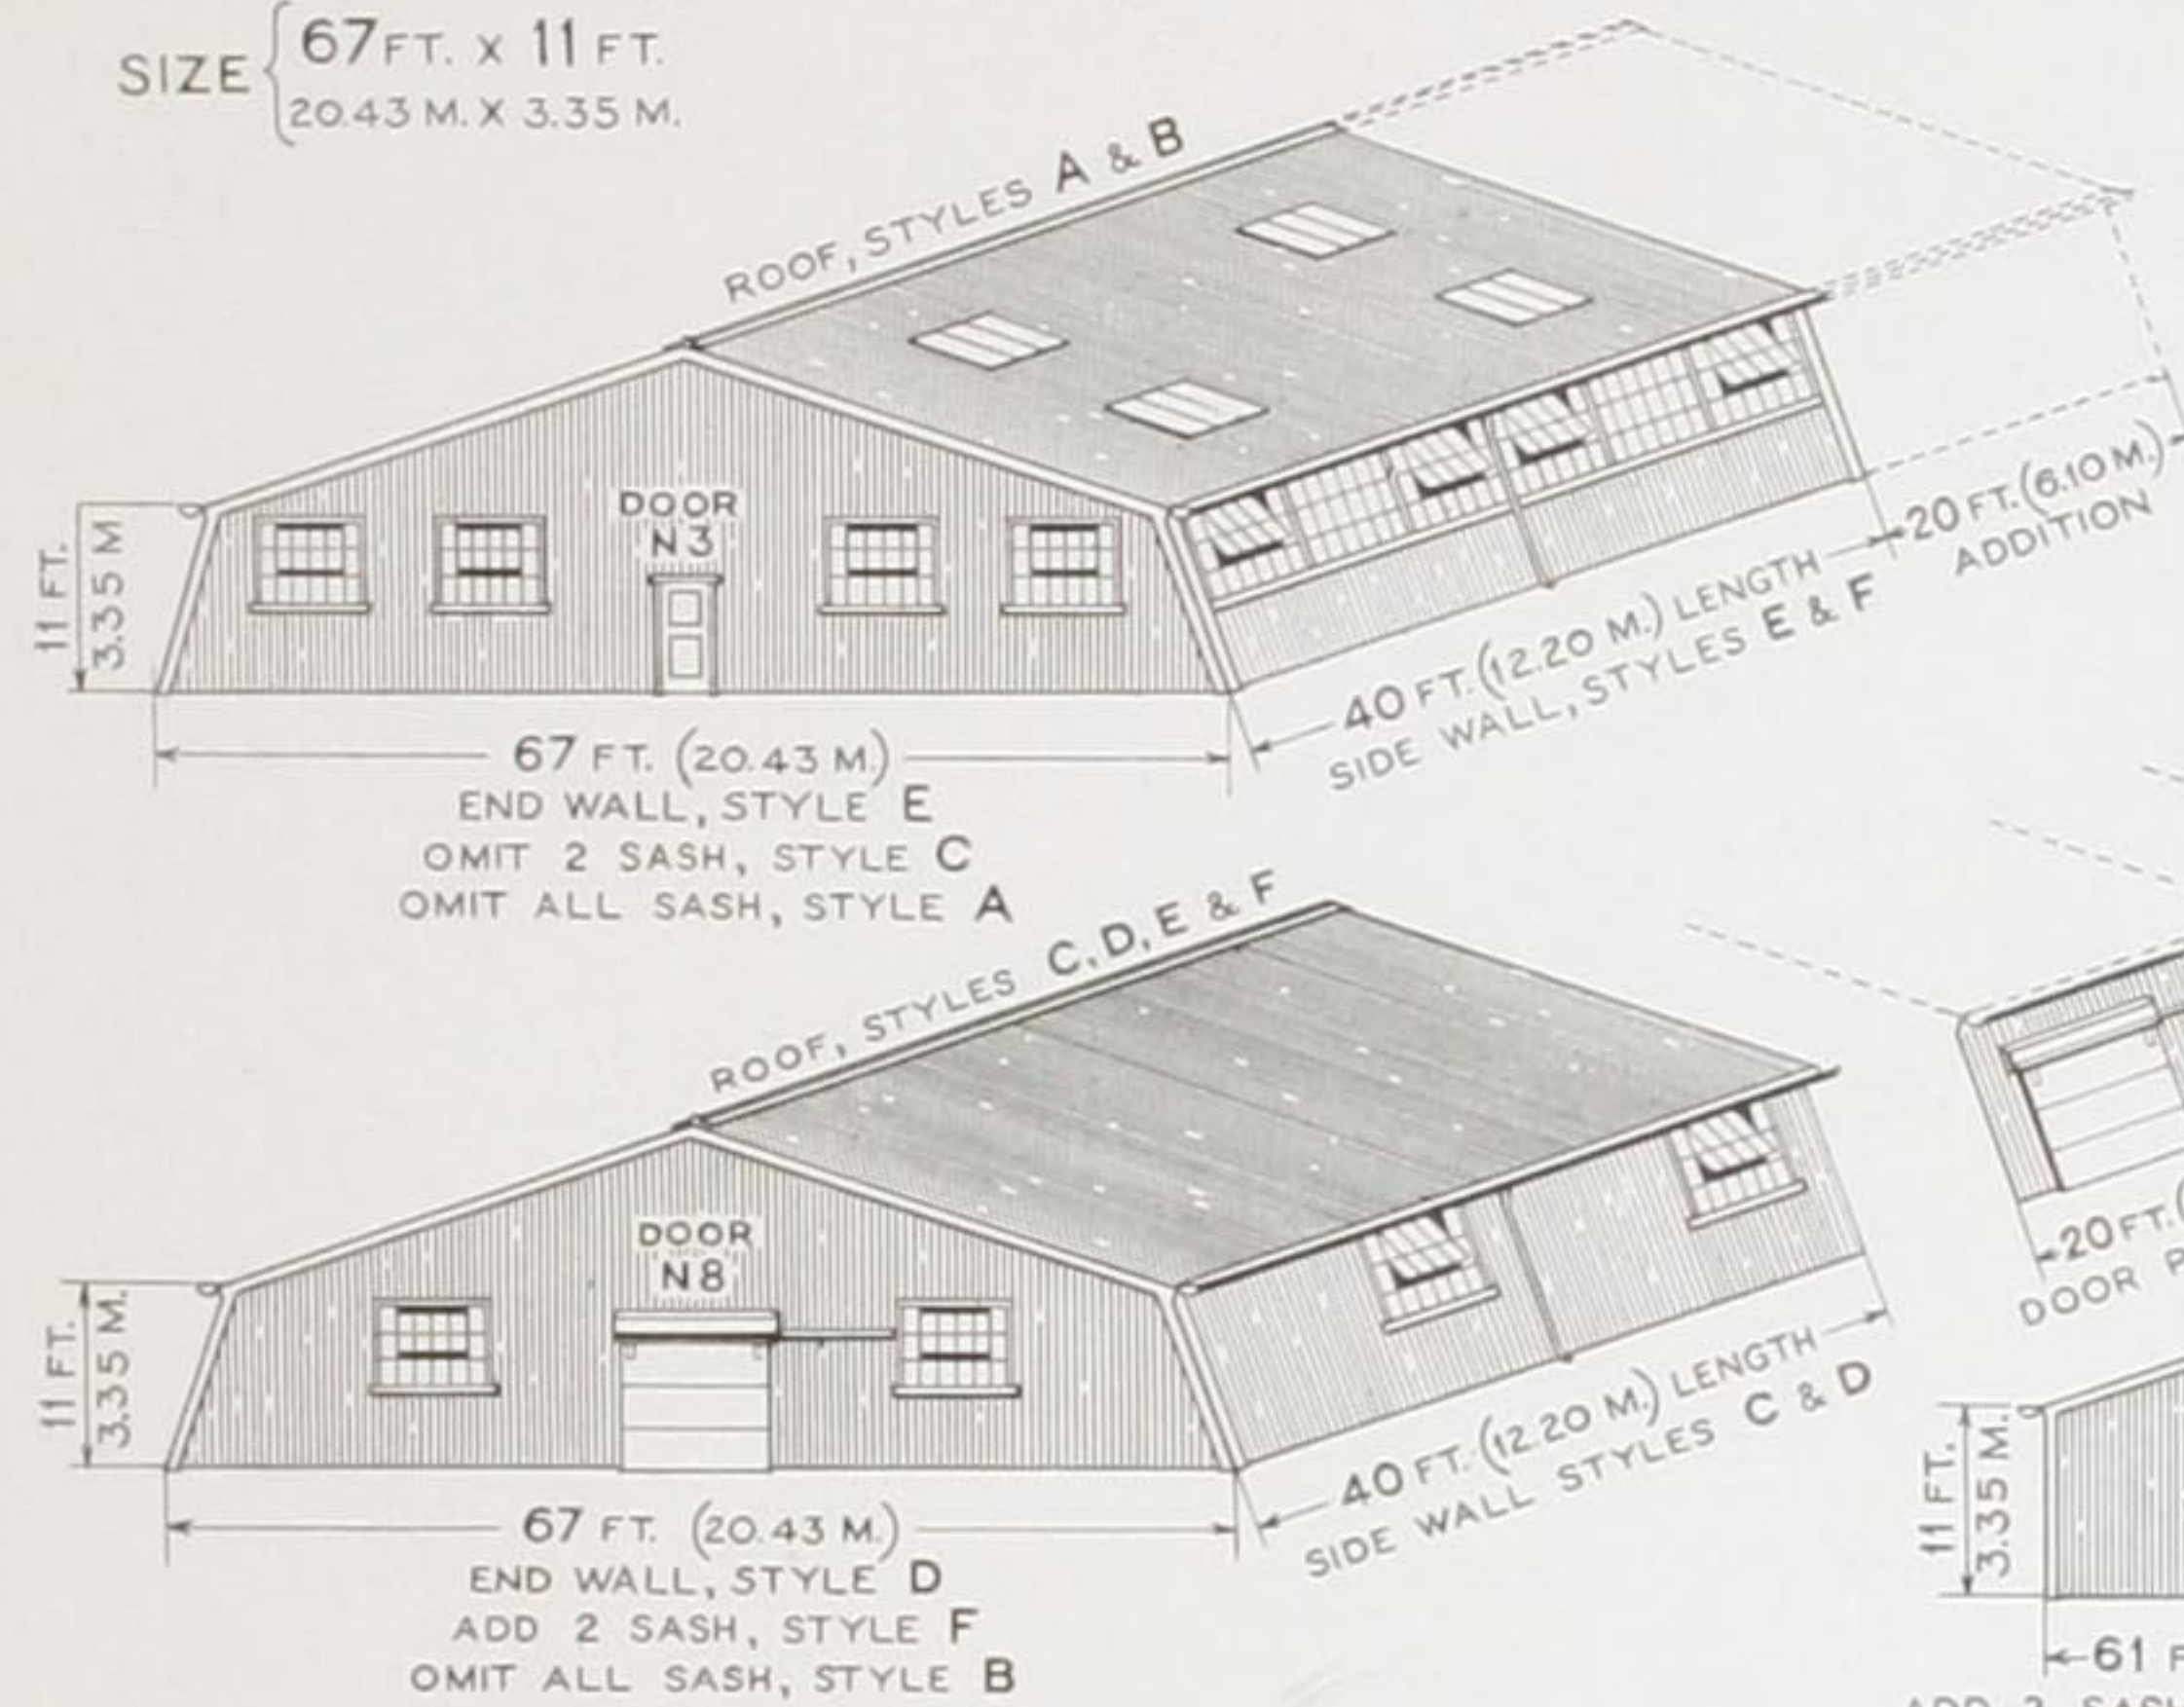 SIZE { 67 FT. X 11 FT.
20.43 M. X 3.35 M.
ROOF, STYLES A & B
DOOR
N 3
11 FT.
3.35 M
67 FT. (20.43 M.)
END WALL, STYLE E
OMIT 2 SASH, STYLE C
OMIT ALL SASH, STYLE A
40 FT. (12.20 M.) LENGTH
SIDE WALL, STYLES E & F
20 FT. (6.10 M.)
ADDITION
ROOF, STYLES C, D, E & F
DOOR
N 8
11 FT.
3.35 M.
67 FT. (20.43 M.)
END WALL, STYLE D
ADD 2 SASH, STYLE F
OMIT ALL SASH, STYLE B
40 FT. (12.20 M.) LENGTH
SIDE WALL STYLES C & D
20 FT. (
DOOR
11 FT.
3.35 M.
61